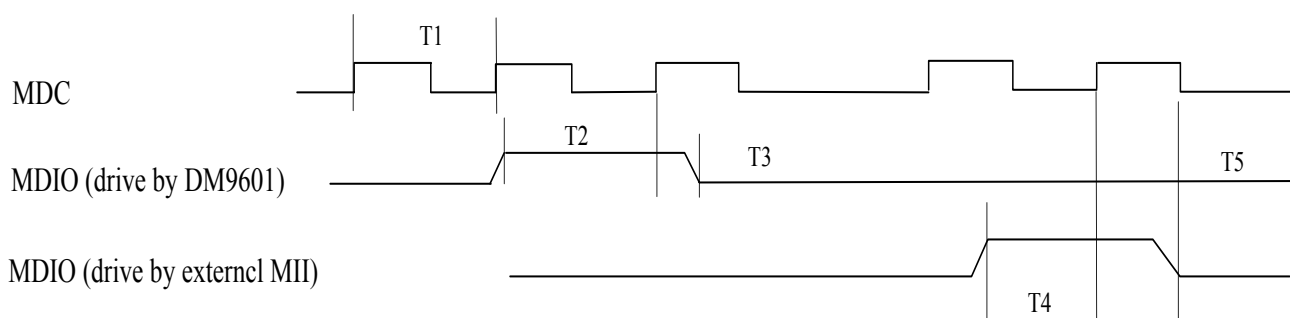 T1
MDC
T2
T3
MDIO (drive by DM9601)
T5
MDIO (drive by externcl MII)
T4